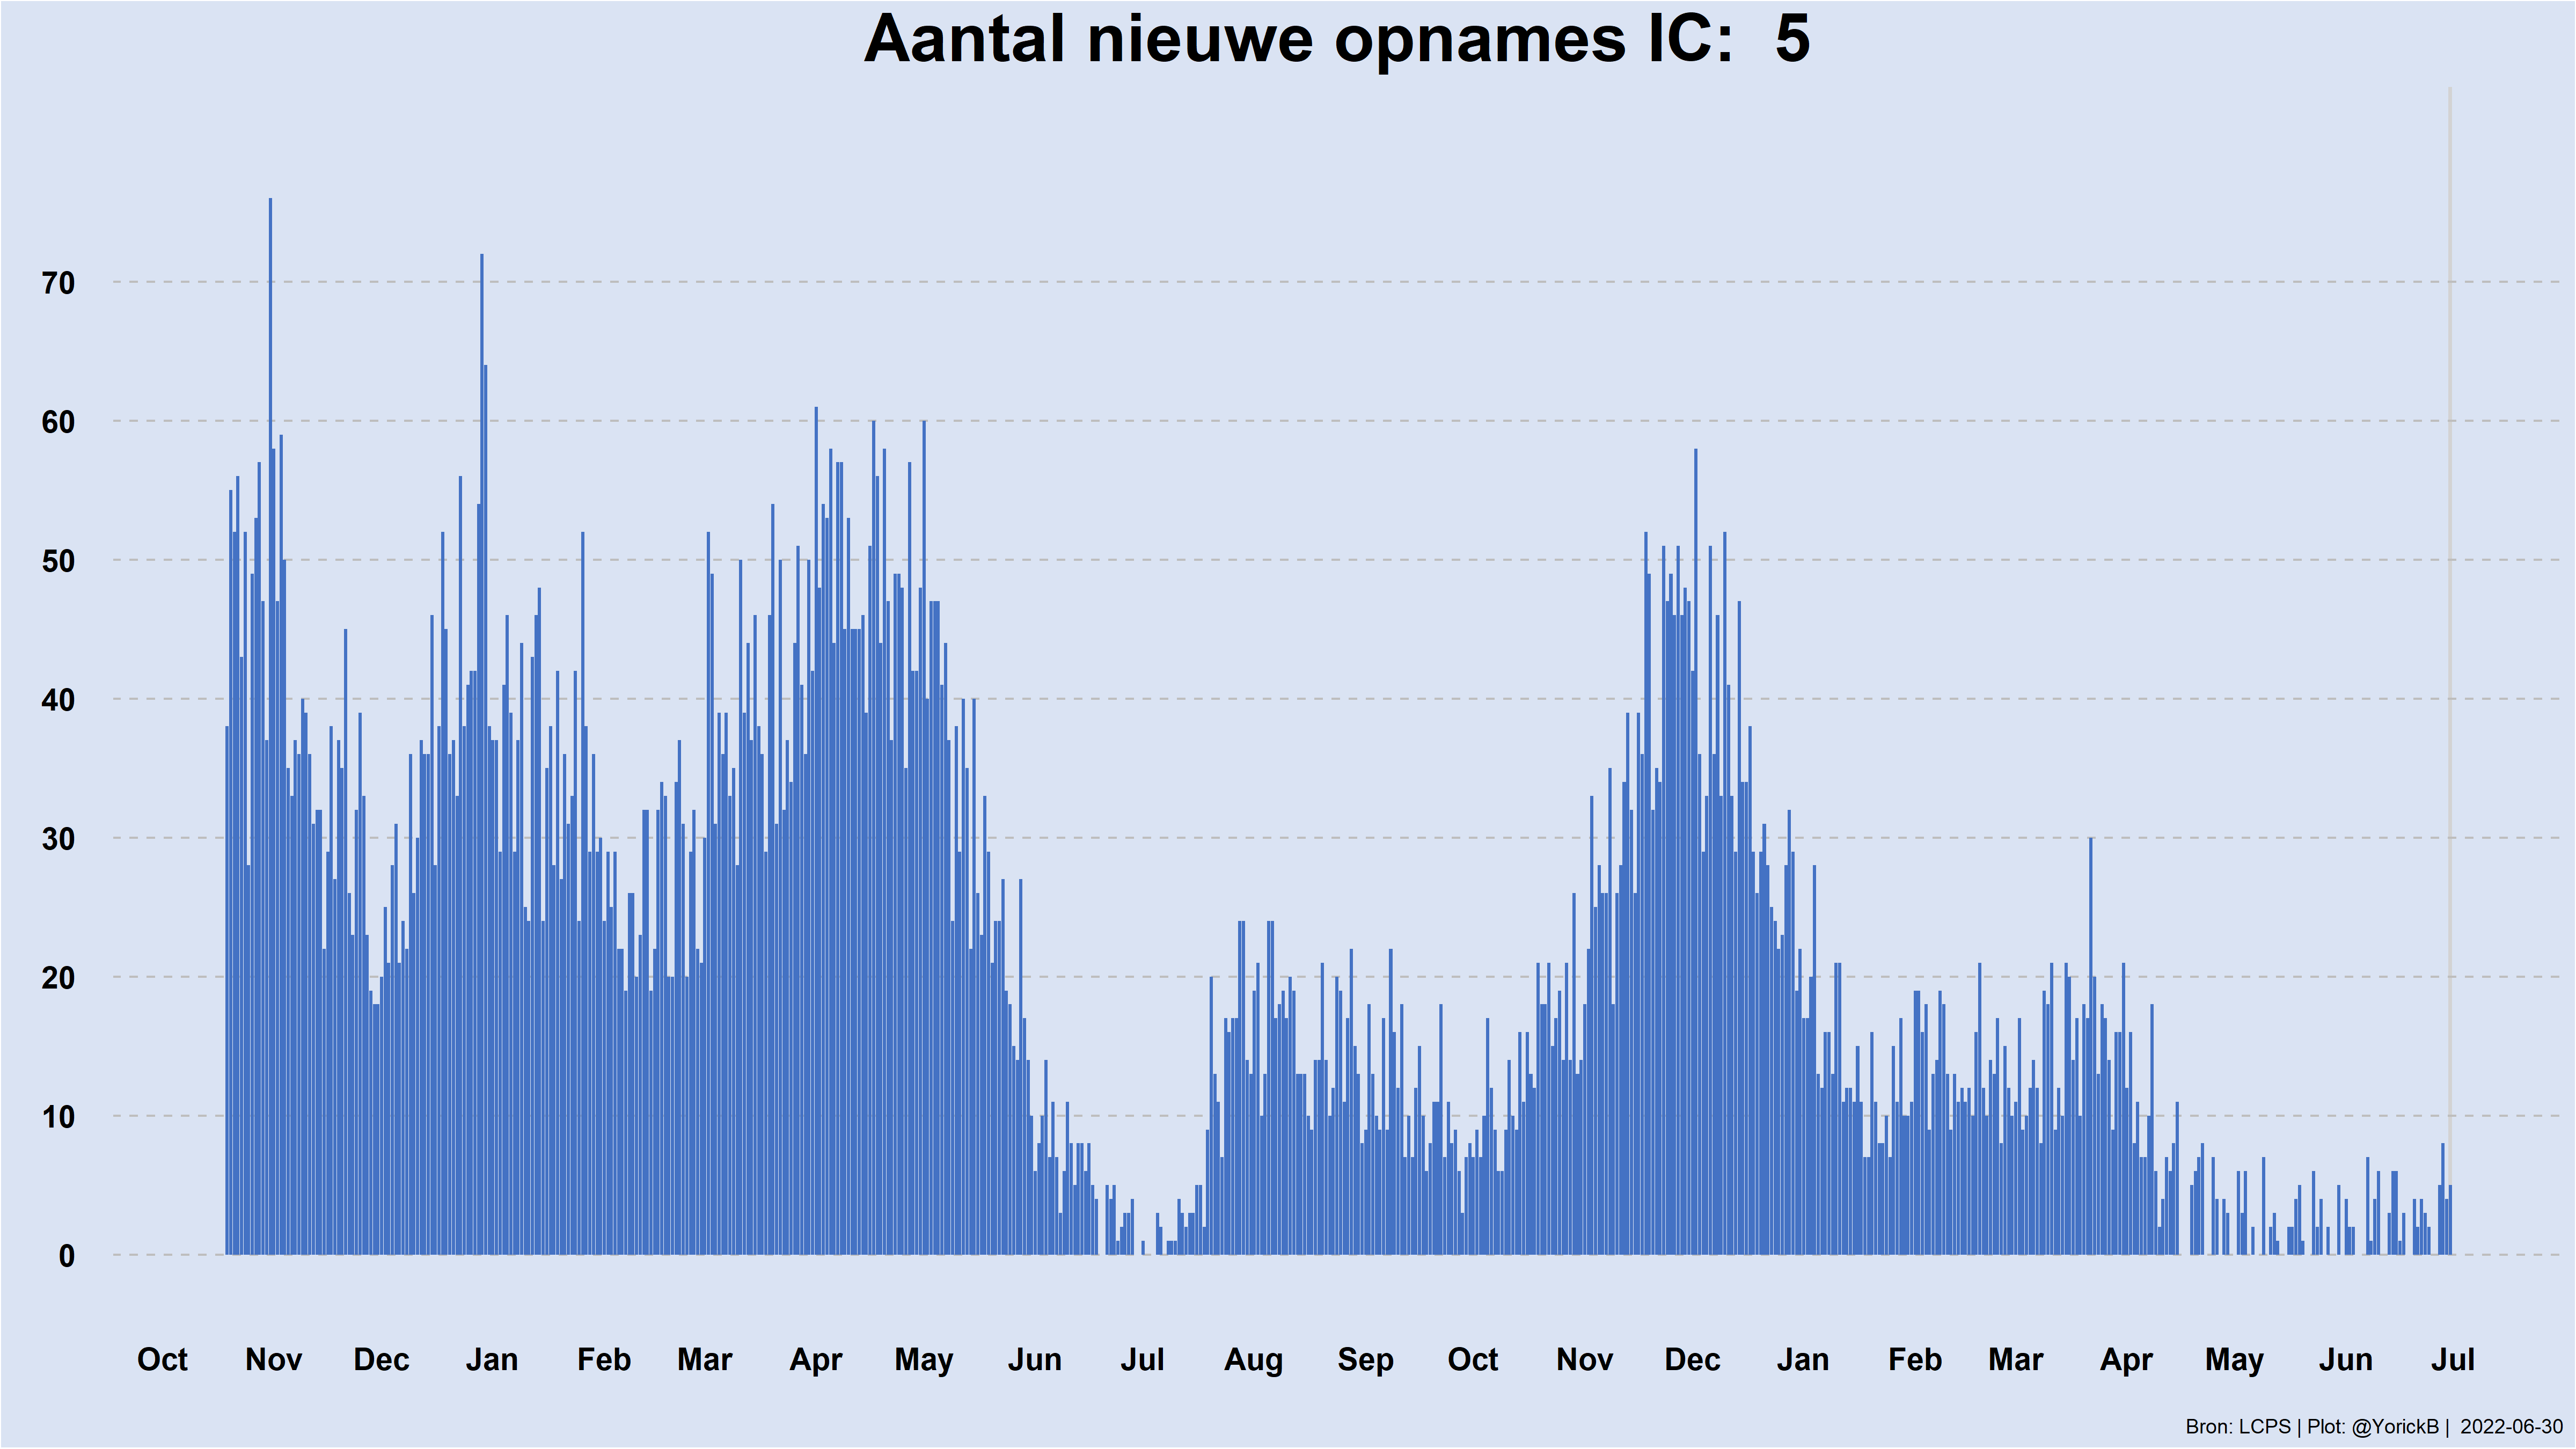 Aantal nieuwe opnames IC:  5
70
60
50
40
30
20
10
0
Oct Nov Dec Jan Feb Mar Apr May Jun Jul Aug Sep Oct Nov Dec Jan Feb Mar Apr May Jun Jul
Bron: LCPS | Plot: @YorickB |  2022-06-30